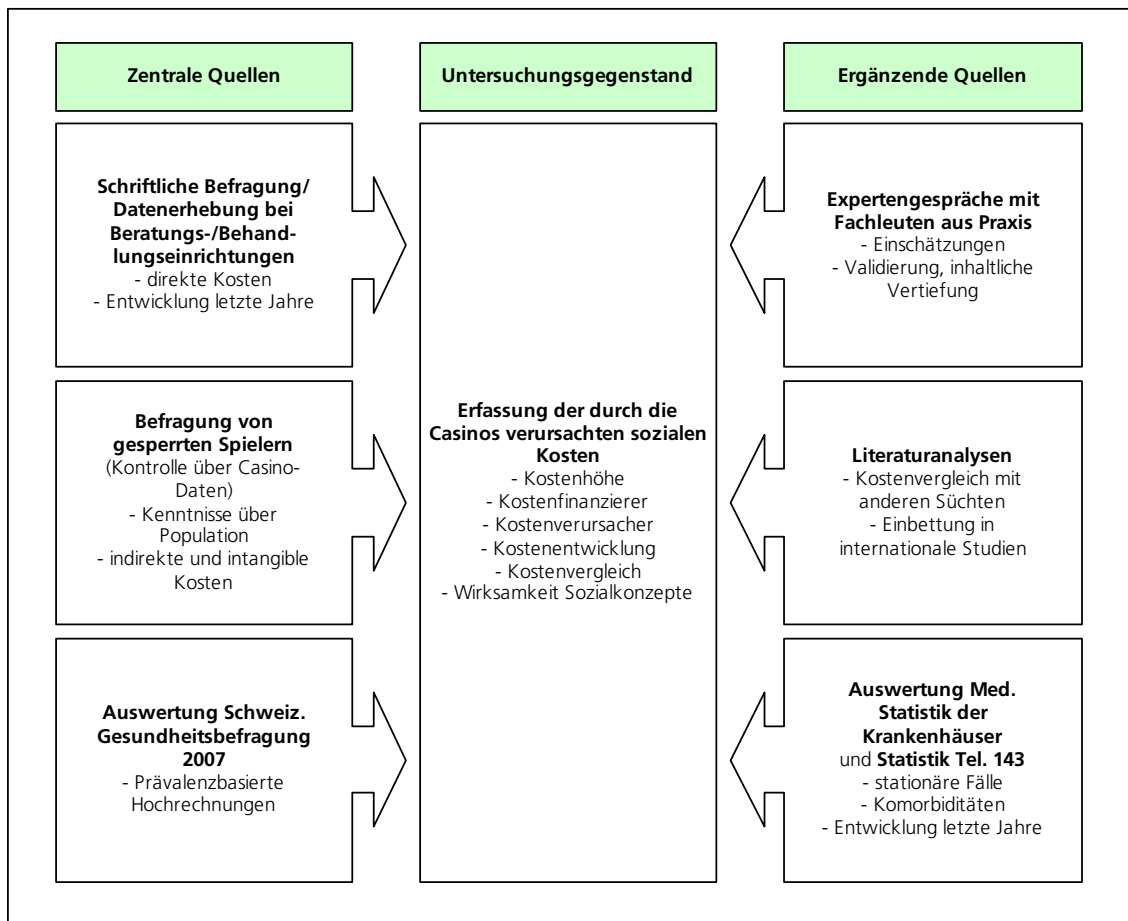 Zentrale Quellen
Untersuchungsgegenstand
Ergänzende Quellen
Schriftliche Befragung/
Datenerhebung bei
Beratungs-/Behand-
lungseinrichtungen
- direkte Kosten
- Entwicklung letzte Jahre
Befragung von
gesperrten Spielern
(Kontrolle über Casino-
Daten)
- Kenntnisse über
Population
- indirekte und intangible
Kosten
Auswertung Schweiz.
Gesundheitsbefragung
2007
- Prävalenzbasierte
Hochrechnungen
Erfassung der durch die
Casinos verursachten sozialen
Kosten
- Kostenhöhe
- Kostenfinanzierer
- Kostenverursacher
- Kostenentwicklung
- Kostenvergleich
- Wirksamkeit Sozialkonzepte
Expertengespräche mit
Fachleuten aus Praxis
- Einschätzungen
- Validierung, inhaltliche
Vertiefung
Literaturanalysen
- Kostenvergleich mit
anderen Süchten
- Einbettung in
internationale Studien
Auswertung Med.
Statistik der
Krankenhäuser
und Statistik Tel. 143
- stationäre Fälle
- Komorbiditäten
- Entwicklung letzte Jahre